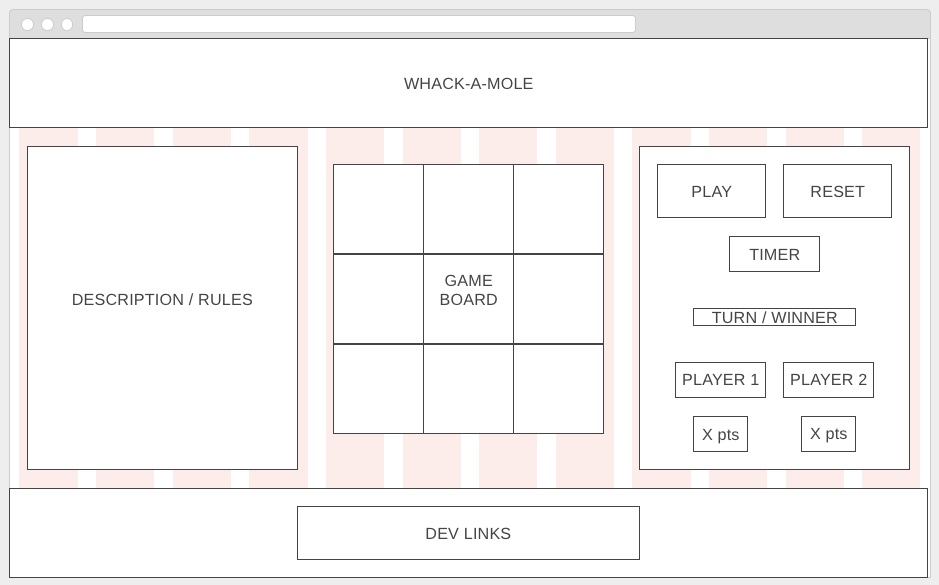 WHACK-A-MOLE
DESCRIPTION / RULES
GAME
BOARD
PLAY
RESET
TIMER
TURN / WINNER
PLAYER 1
PLAYER 2
X pts
X pts
DEV LINKS